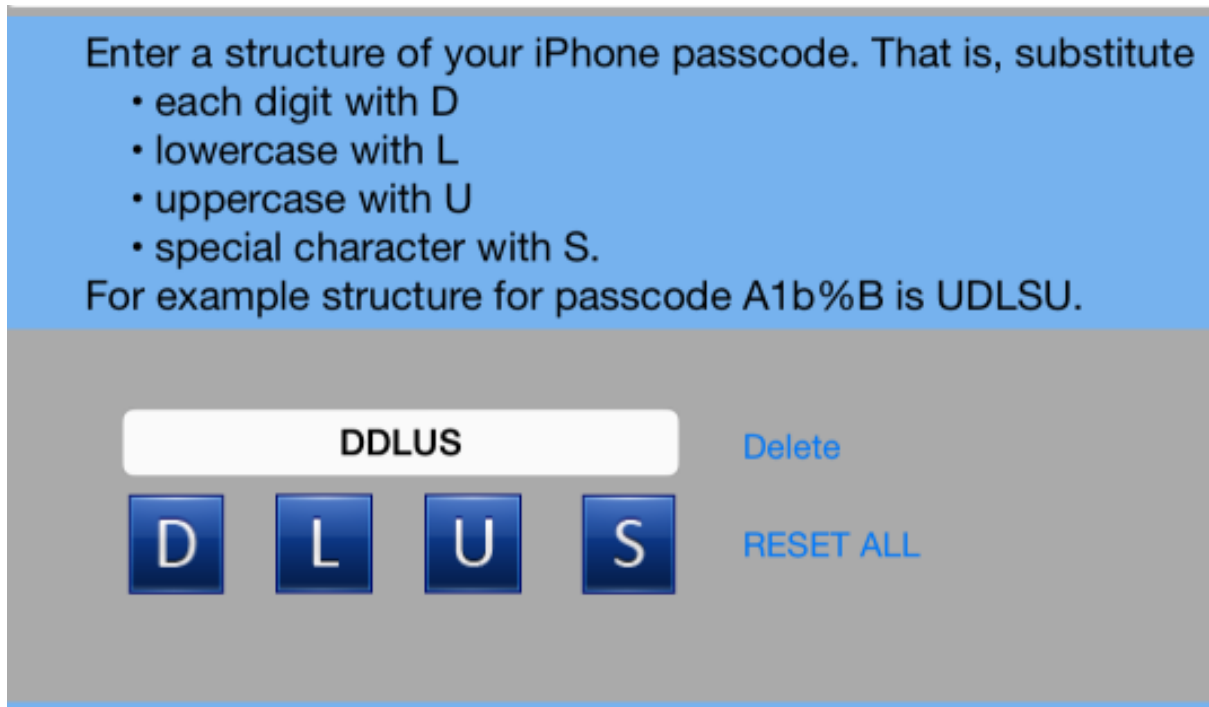 Enter a structure of your iPhone passcode. That is, substitute
• each digit with D
• lowercase with L
• uppercase with U
• special character with S.
For example structure for passcode A1b%B is UDLSU.
DDLUS
Delete
D L U S
RESET ALL